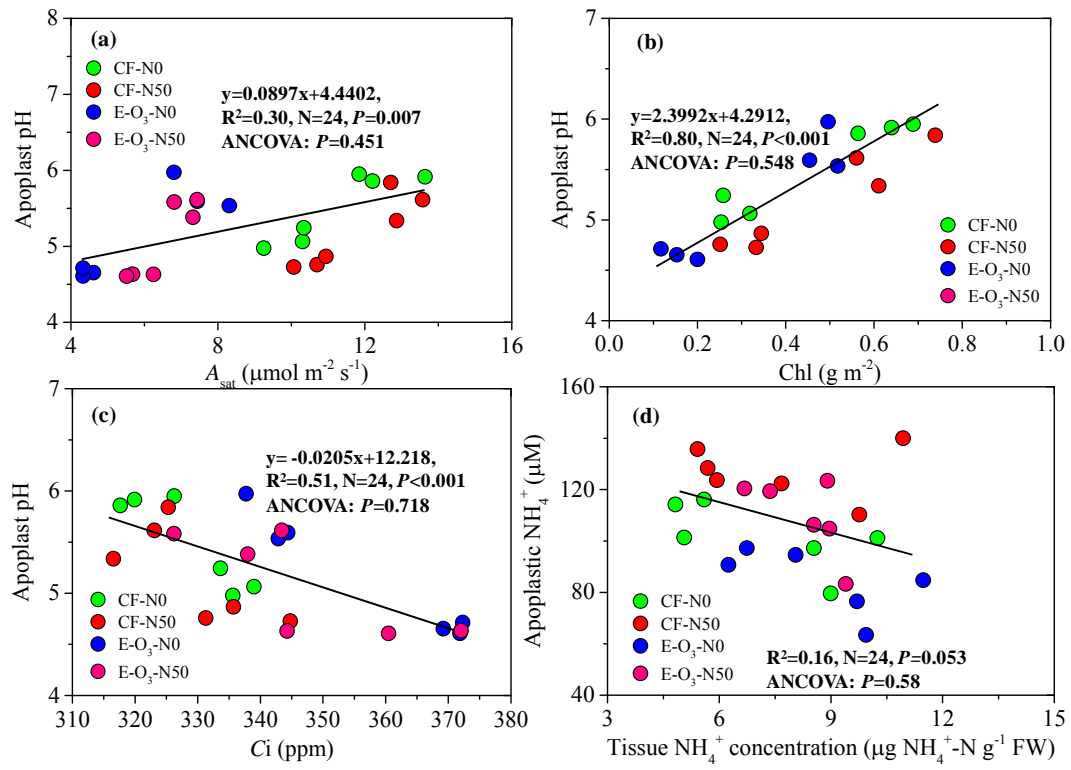 (a)
CF-N0
CF-N50
E-O₃-N0
E-O₃-N50
y=0.0897x+4.4402,
R²=0.30, N=24, P=0.007
ANCOVA: P=0.451
8
7
6
5
4
Apoplast pH
4 8 12 16
A_sat (μmol m⁻² s⁻¹)
(b)
y=2.3992x+4.2912,
R²=0.80, N=24, P<0.001
ANCOVA: P=0.548
CF-N0
CF-N50
E-O₃-N0
E-O₃-N50
7
6
5
4
Apoplast pH
0.0 0.2 0.4 0.6 0.8 1.0
Chl (g m⁻²)
(c)
y= -0.0205x+12.218,
R²=0.51, N=24, P<0.001
ANCOVA: P=0.718
CF-N0
CF-N50
E-O₃-N0
E-O₃-N50
7
6
5
4
Apoplast pH
310 320 330 340 350 360 370 380
Ci (ppm)
(d)
CF-N0
CF-N50
E-O₃-N0
E-O₃-N50
R²=0.16, N=24, P=0.053
ANCOVA: P=0.58
160
120
80
40
Apoplastic NH₄⁺ (μM)
3 6 9 12 15
Tissue NH₄⁺ concentration (μg NH₄⁺-N g⁻¹ FW)